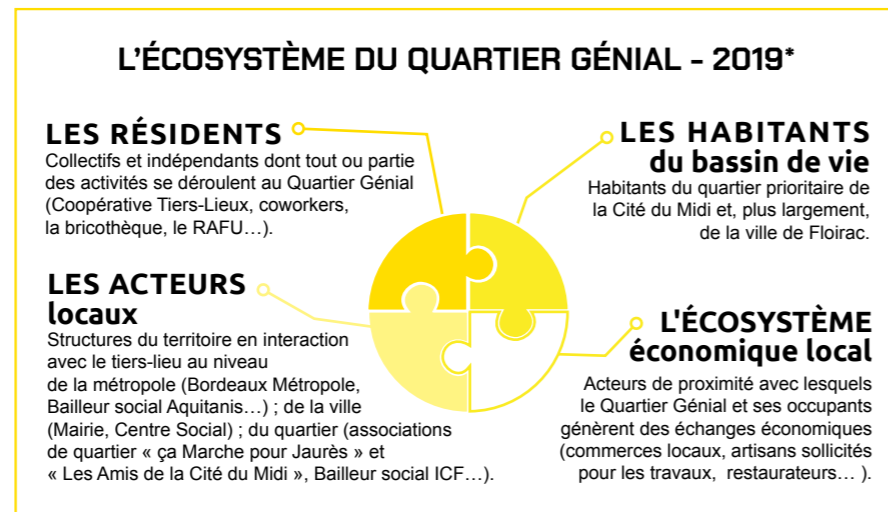 L'ÉCOSYSTÈME DU QUARTIER GÉNIAL - 2019*
LES RÉSIDENTS
Collectifs et indépendants dont tout ou partie
des activités se déroulent au Quartier Génial
(Coopérative Tiers-Lieux, coworkers,
la bricothèque, le RAFU…).
LES HABITANTS
du bassin de vie
Habitants du quartier prioritaire de
la Cité du Midi et, plus largement,
de la ville de Floirac.
LES ACTEURS
locaux
Structures du territoire en interaction
avec le tiers-lieu au niveau
de la métropole (Bordeaux Métropole,
Bailleur social Aquitanis…) ; de la ville
(Mairie, Centre Social) ; du quartier (associations
de quartier « ça Marche pour Jaurès » et
« Les Amis de la Cité du Midi », Bailleur social ICF…).
L'ÉCOSYSTÈME
économique local
Acteurs de proximité avec lesquels
le Quartier Génial et ses occupants
génèrent des échanges économiques
(commerces locaux, artisans sollicités
pour les travaux, restaurateurs… ).